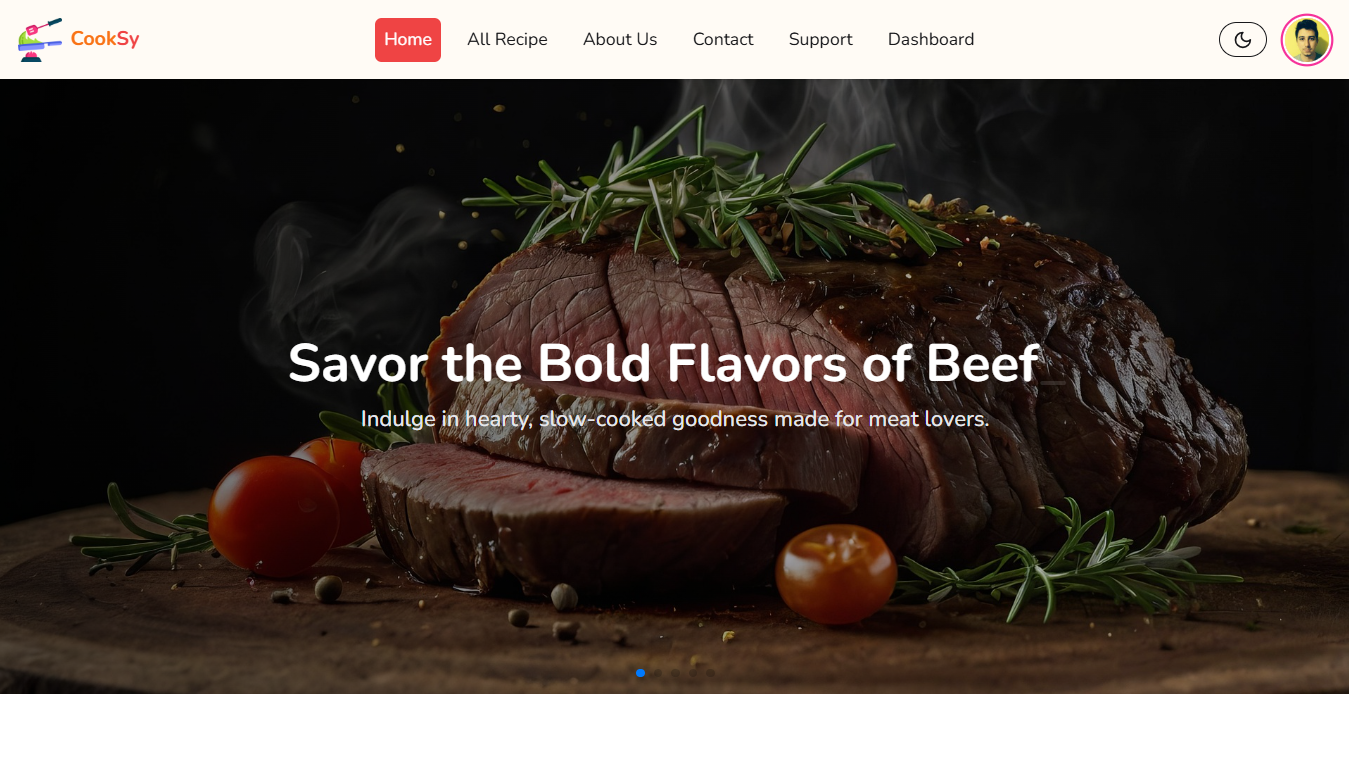 CookSy
Home
All Recipe
About Us
Contact
Support
Dashboard
Savor the Bold Flavors of Beef_
Indulge in hearty, slow-cooked goodness made for meat lovers.